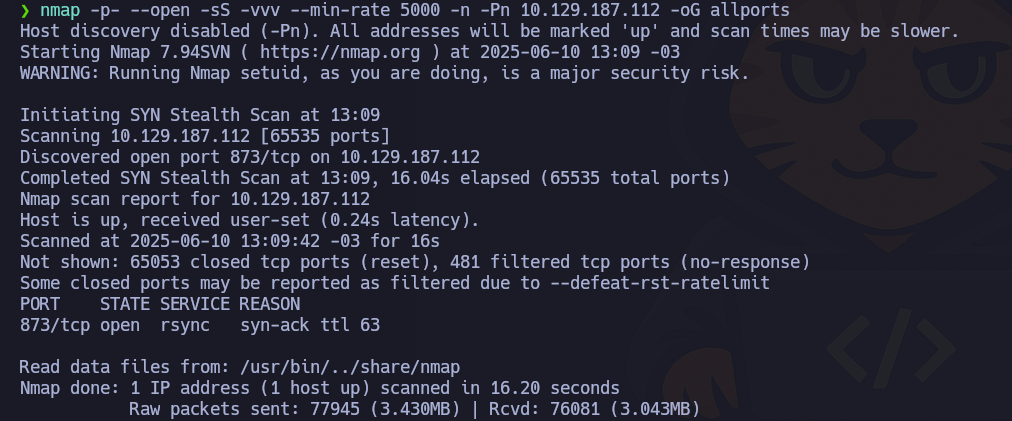 ❯ nmap -p- --open -sS -vvv --min-rate 5000 -n -Pn 10.129.187.112 -oG allports
Host discovery disabled (-Pn). All addresses will be marked 'up' and scan times may be slower.
Starting Nmap 7.94SVN ( https://nmap.org ) at 2025-06-10 13:09 -03
WARNING: Running Nmap setuid, as you are doing, is a major security risk.

Initiating SYN Stealth Scan at 13:09
Scanning 10.129.187.112 [65535 ports]
Discovered open port 873/tcp on 10.129.187.112
Completed SYN Stealth Scan at 13:09, 16.04s elapsed (65535 total ports)
Nmap scan report for 10.129.187.112
Host is up, received user-set (0.24s latency).
Scanned at 2025-06-10 13:09:42 -03 for 16s
Not shown: 65053 closed tcp ports (reset), 481 filtered tcp ports (no-response)
Some closed ports may be reported as filtered due to --defeat-rst-ratelimit
PORT    STATE SERVICE REASON
873/tcp open  rsync   syn-ack ttl 63

Read data files from: /usr/bin/../share/nmap
Nmap done: 1 IP address (1 host up) scanned in 16.20 seconds
           Raw packets sent: 77945 (3.430MB) | Rcvd: 76081 (3.043MB)
</>